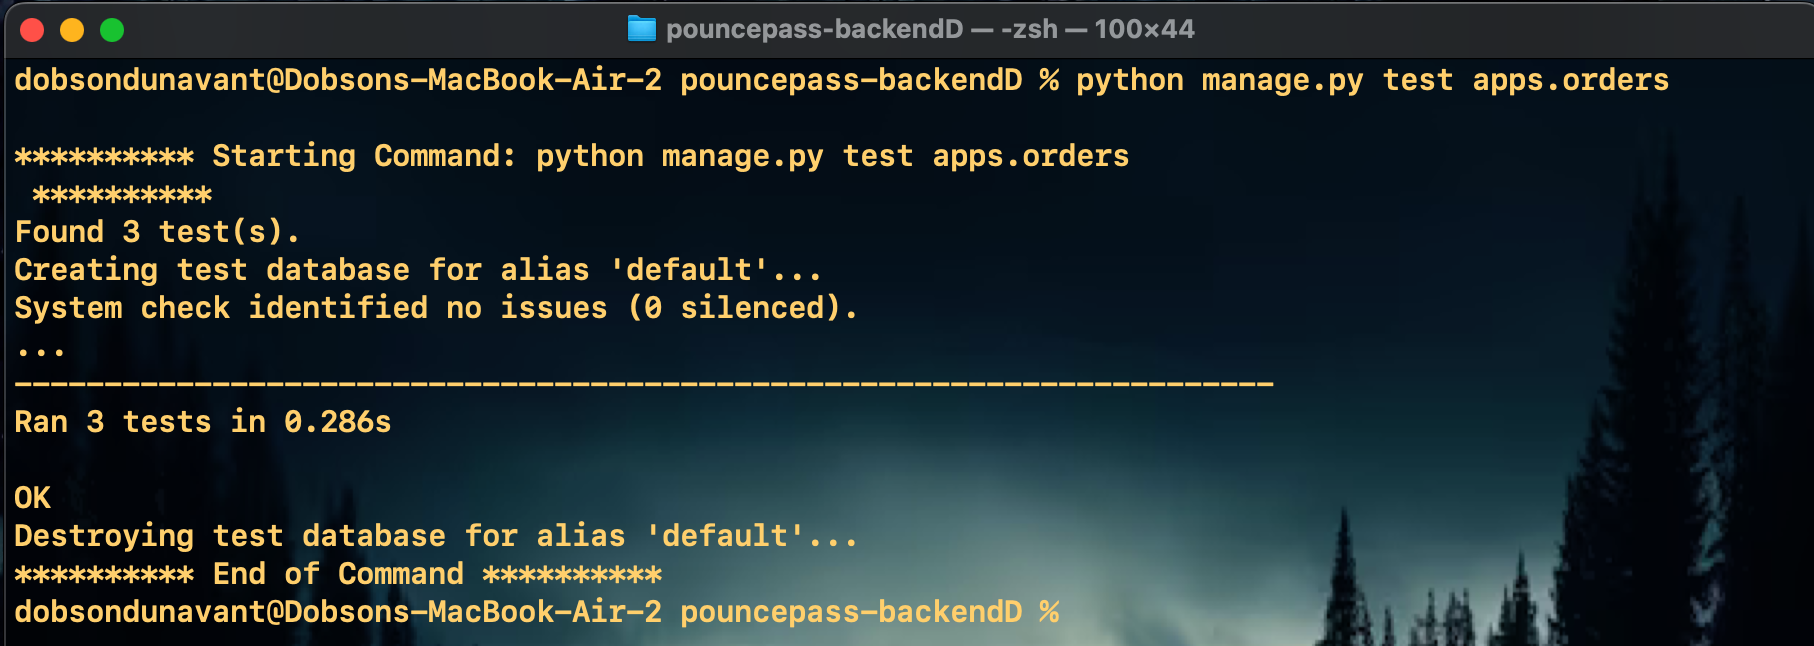 pouncepass-backendD — -zsh — 100×44
dobsondunavant@Dobsons-MacBook-Air-2 pouncepass-backendD % python manage.py test apps.orders
********** Starting Command: python manage.py test apps.orders
**********
Found 3 test(s).
Creating test database for alias 'default'...
System check identified no issues (0 silenced).
...
----------------------------------------------------------------------
Ran 3 tests in 0.286s
OK
Destroying test database for alias 'default'...
********** End of Command **********
dobsondunavant@Dobsons-MacBook-Air-2 pouncepass-backendD %